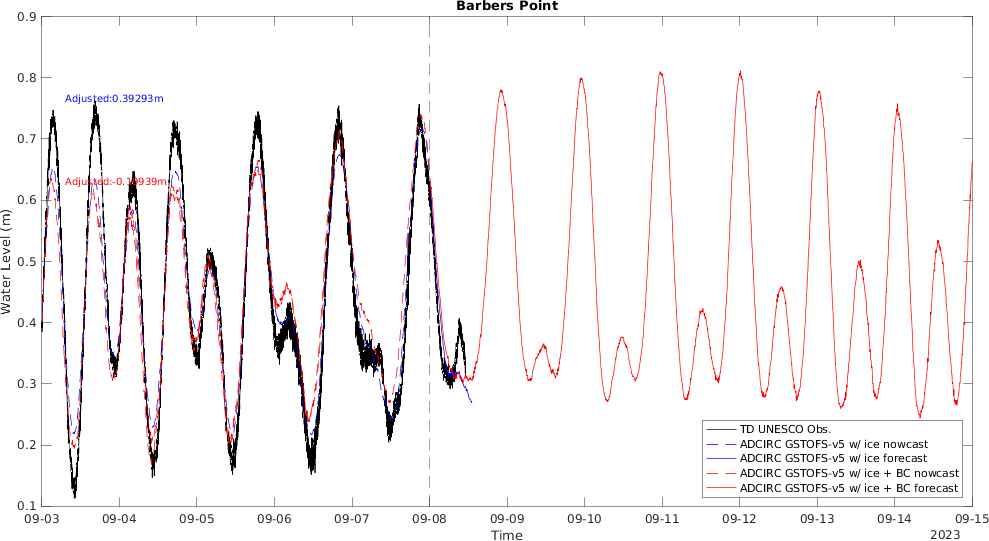 Barbers Point
0.9
0.8
0.7
0.6
0.5
0.4
0.3
0.2
0.1
Water Level (m)
Adjusted:0.39293m
Adjusted:-0.19939m
TD UNESCO Obs.
ADCIRC GSTOFS-v5 w/ ice nowcast
ADCIRC GSTOFS-v5 w/ ice forecast
ADCIRC GSTOFS-v5 w/ ice + BC nowcast
ADCIRC GSTOFS-v5 w/ ice + BC forecast
09-03 09-04 09-05 09-06 09-07 09-08 09-09 09-10 09-11 09-12 09-13 09-14 09-15
Time
2023